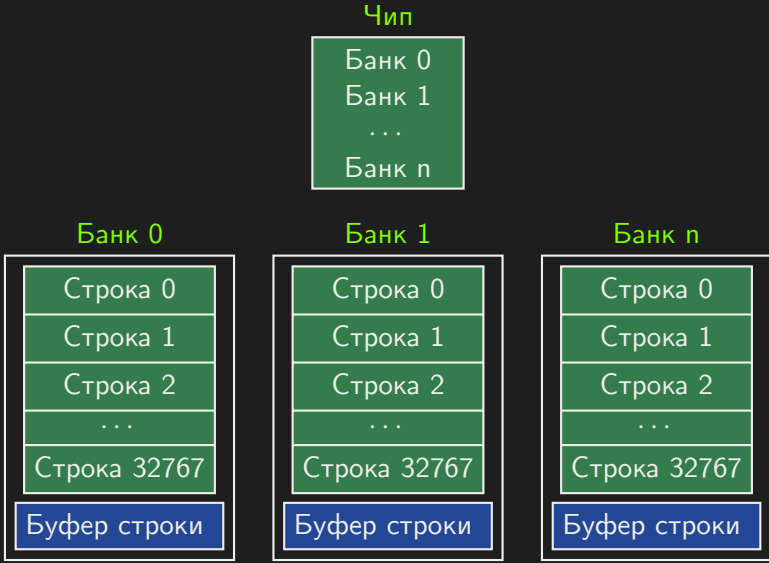 Чип
Банк 0
Банк 1
...
Банк n
Банк 0
Строка 0
Строка 1
Строка 2
...
Строка 32767
Буфер строки
Банк 1
Строка 0
Строка 1
Строка 2
...
Строка 32767
Буфер строки
Банк n
Строка 0
Строка 1
Строка 2
...
Строка 32767
Буфер строки